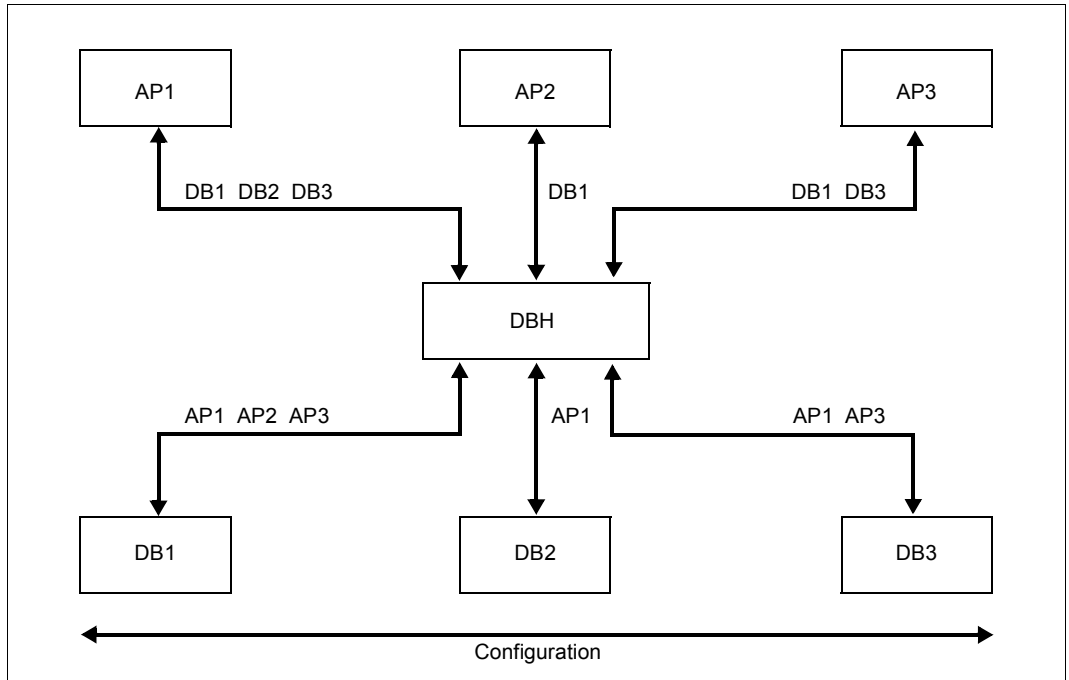 AP1
AP2
AP3
DB1 DB2 DB3
DB1
DB1 DB3
DBH
AP1 AP2 AP3
AP1
AP1 AP3
DB1
DB2
DB3
Configuration